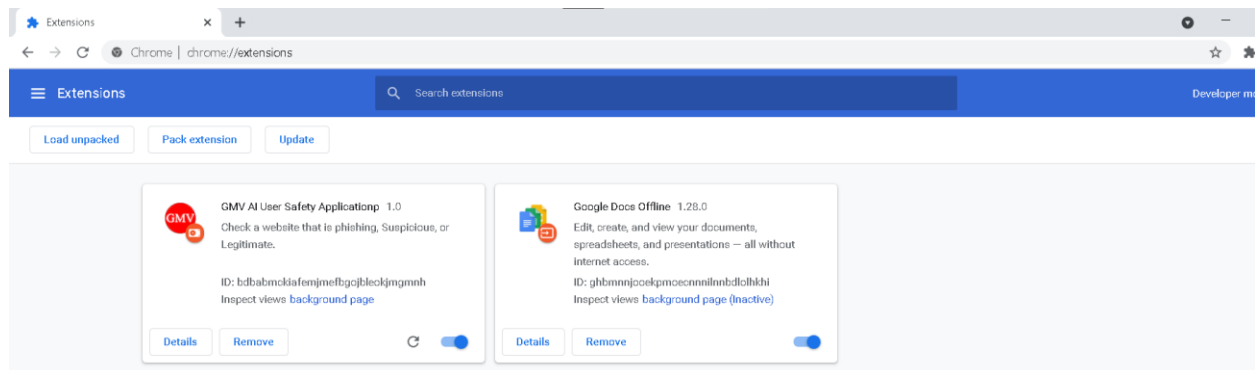 Extensions
Chrome | chrome://extensions
Extensions
Search extensions
Developer mo
Load unpacked
Pack extension
Update
GMV
GMV AI User Safety Applicationp 1.0
Check a website that is phishing, Suspicious, or
Legitimate.
ID: bdbabmckiafemjmefbgojbleokjmgmnh
Inspect views background page
Details
Remove
Google Docs Offline 1.28.0
Edit, create, and view your documents,
spreadsheets, and presentations — all without
internet access.
ID: ghbmnnjooekpmoecnnnilnnbdlolhkhi
Inspect views background page (Inactive)
Details
Remove